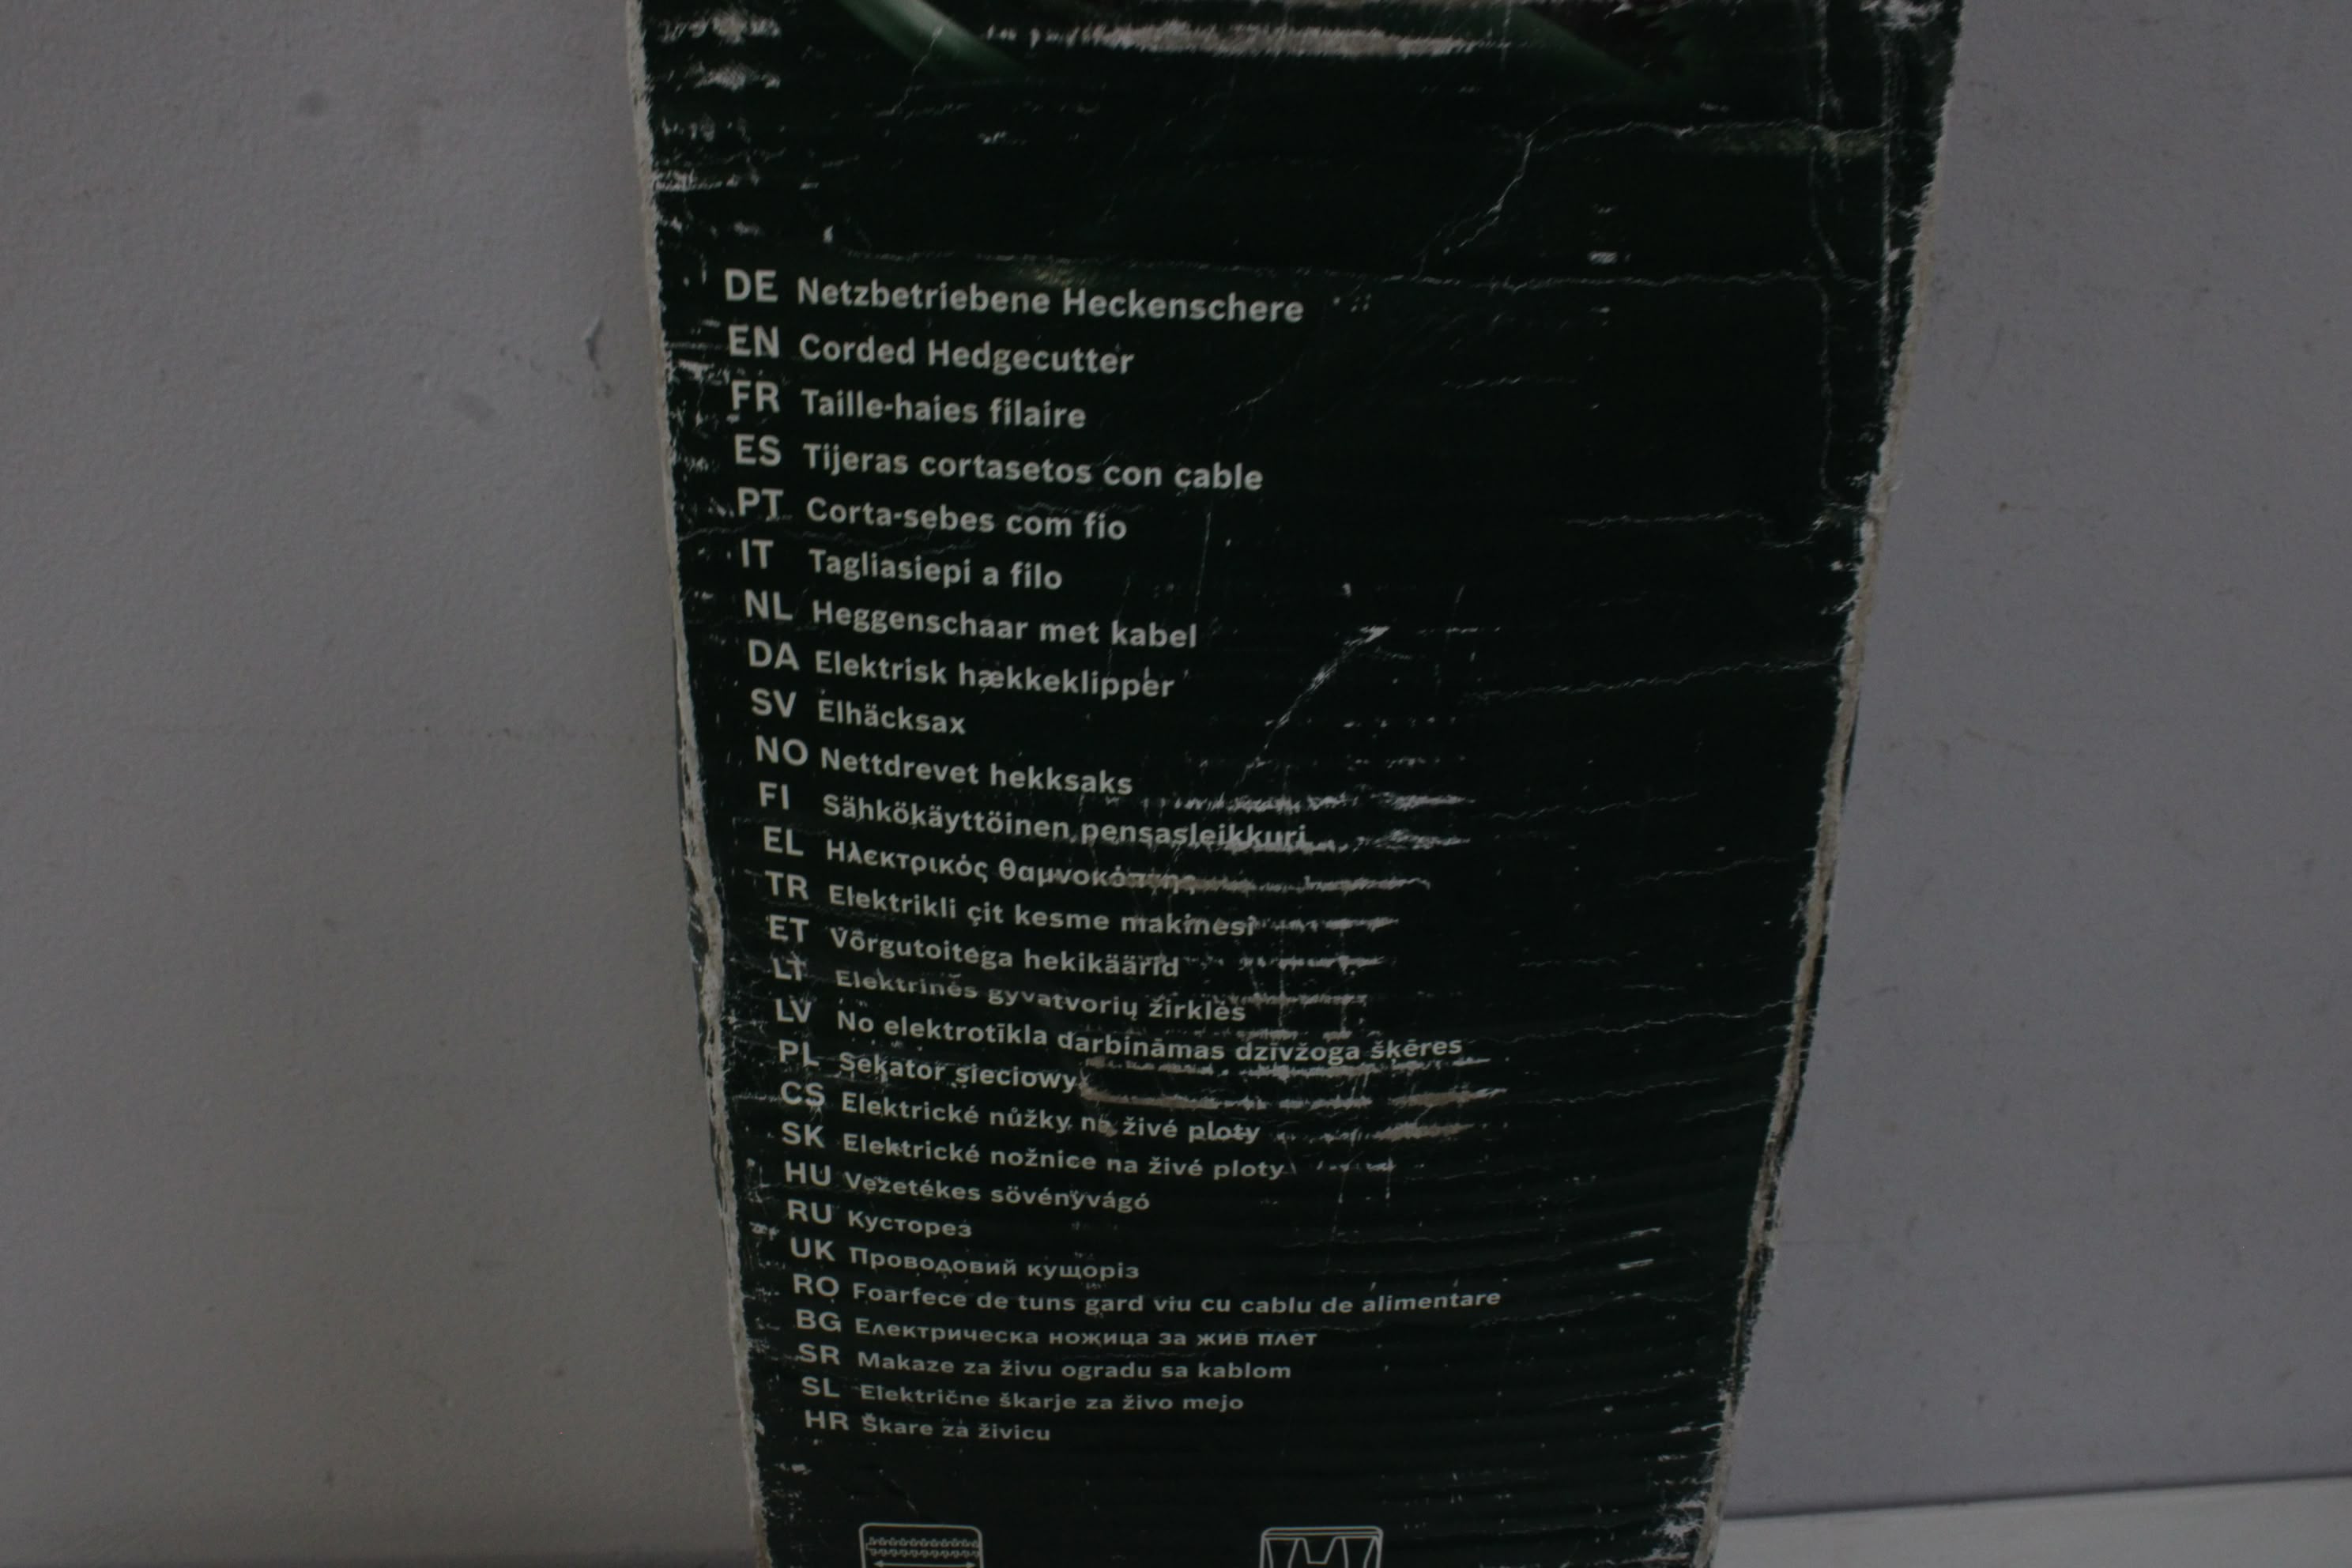 DE Netzbetriebene Heckenschere
EN Corded Hedgecutter
FR Taille-haies filaire
ES Tijeras cortasetos con cable
PT Corta-sebes com fio
IT Tagliasiepi a filo
NL Heggenschaar met kabel
DA Elektrisk hækkeklipper
SV Elhäcksax
NO Nettdrevet hekksaks
FI Sähkökäyttöinen pensasleikkuri
EL Ηλεκτρικός θαμνοκόπτης
TR Elektrikli çit kesme makinesi
ET Võrgutoitega hekikäärid
LT Elektrinės gyvatvorių žirklės
LV No elektrotīkla darbināmas dzīvžoga šķēres
PL Sekator sieciowy
CS Elektrické nůžky na živé ploty
SK Elektrické nožnice na živé ploty
HU Vezetékes sövényvágó
RU Кусторез
UK Проводовий кущоріз
RO Foarfece de tuns gard viu cu cablu de alimentare
BG Електрическа ножица за жив плет
SR Makaze za živu ogradu sa kablom
SL Električne škarje za živo mejo
HR Škare za živicu